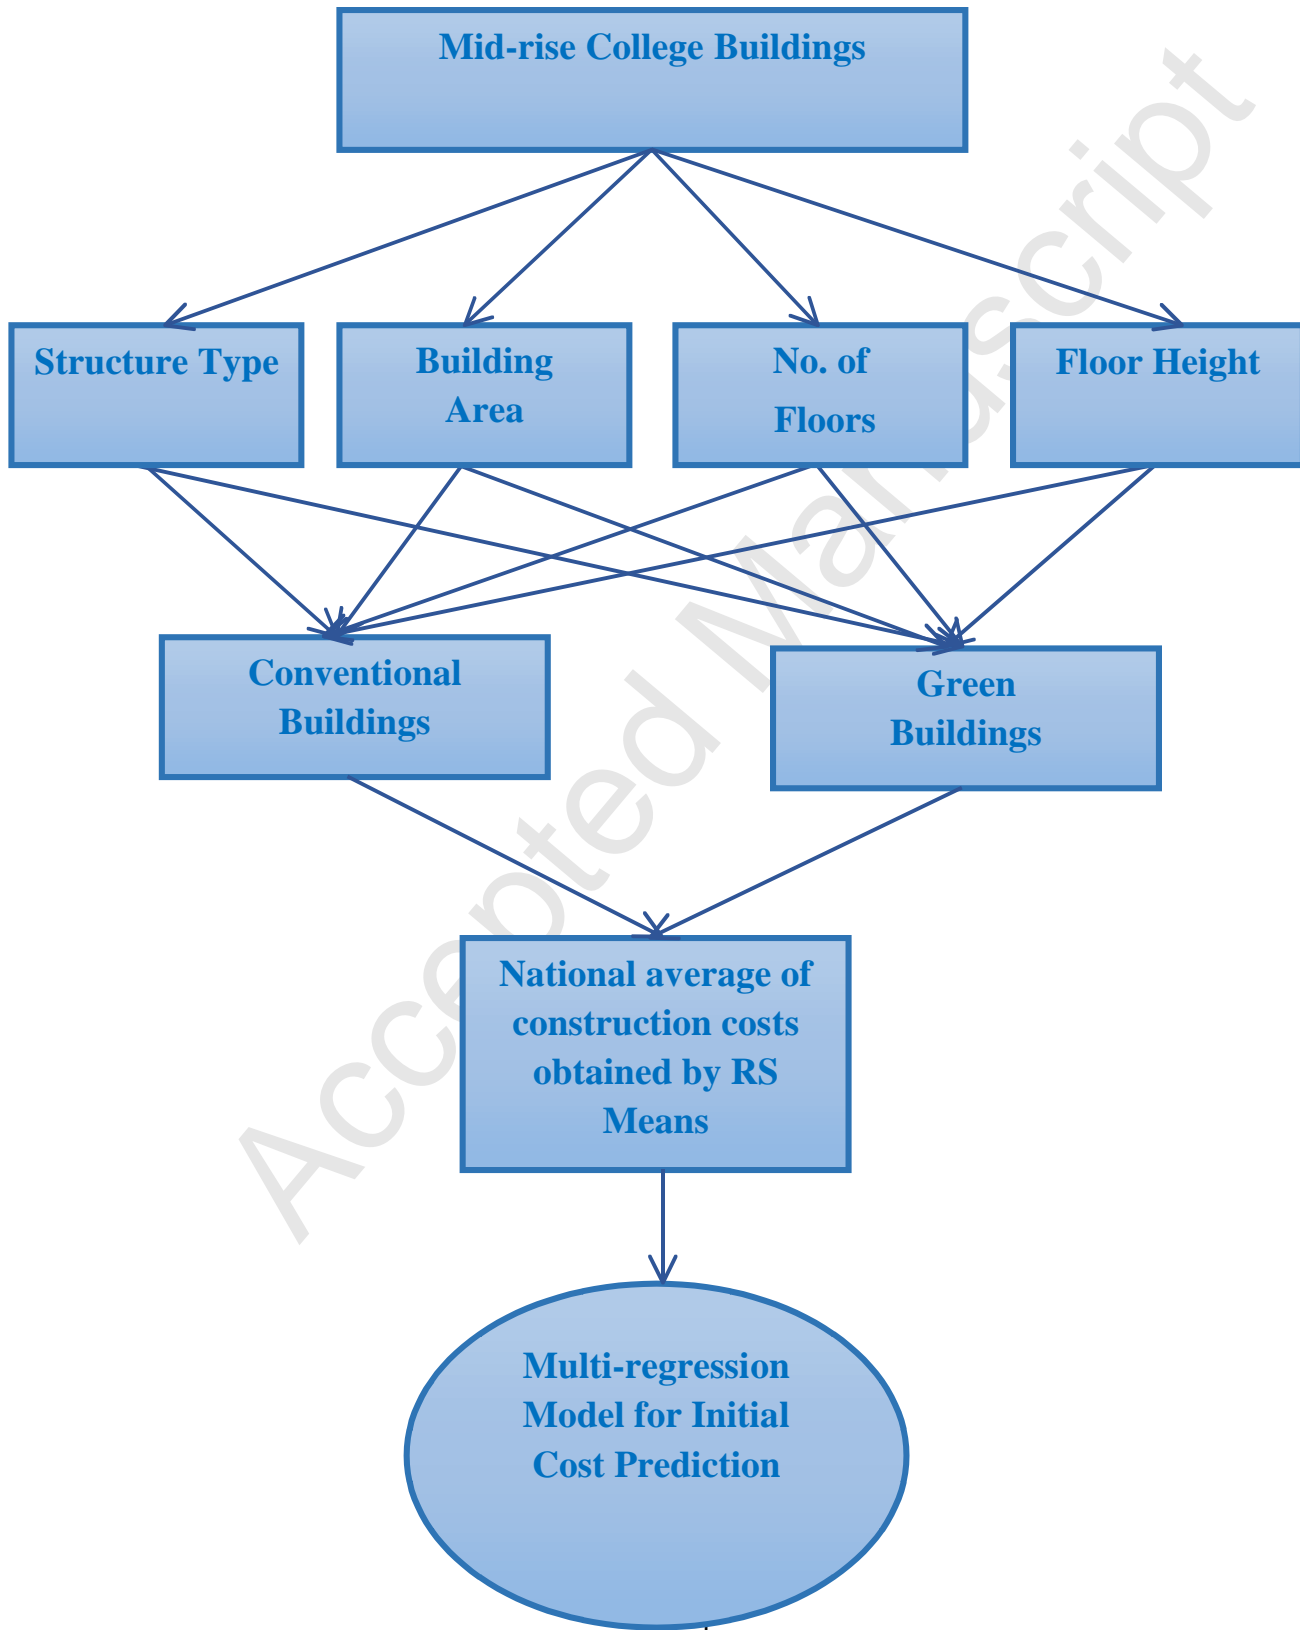 Mid-rise College Buildings
Structure Type
Building
Area
No. of
Floors
Floor Height
Conventional
Buildings
Green
Buildings
National average of
construction costs
obtained by RS
Means
Multi-regression
Model for Initial
Cost Prediction
Accepted Manuscript